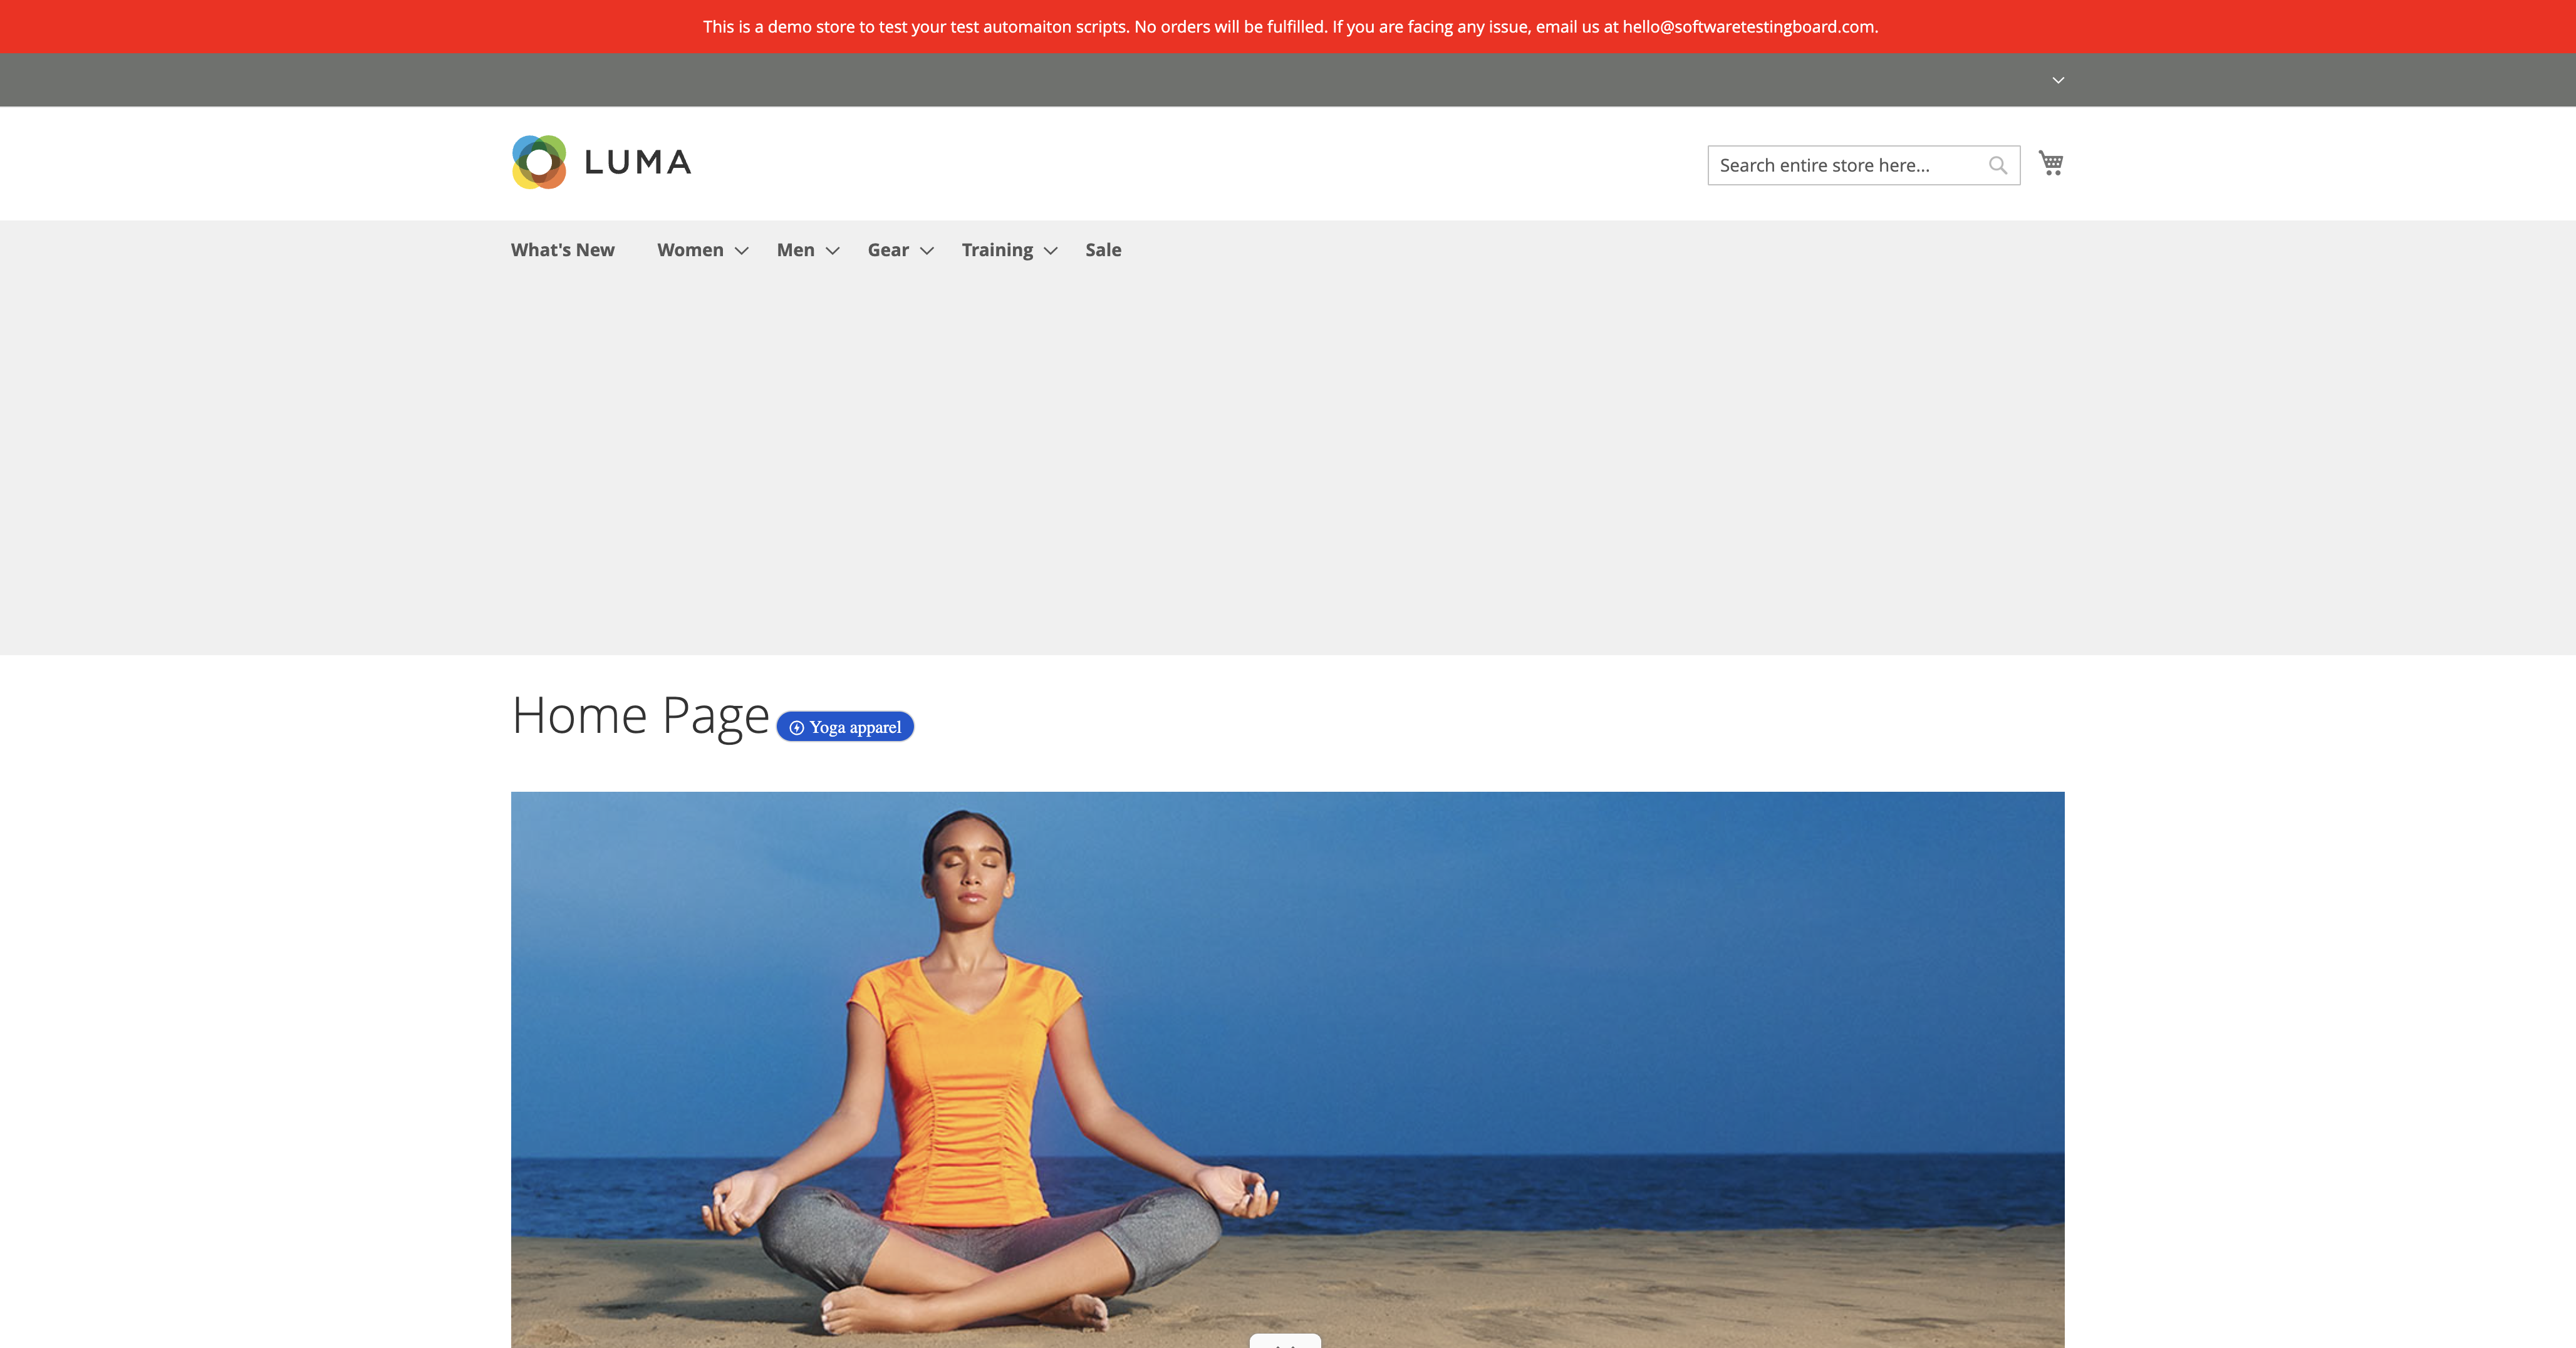 This is a demo store to test your test automaiton scripts. No orders will be fulfilled. If you are facing any issue, email us at hello@softwaretestingboard.com.
LUMA
Search entire store here...
What's New Women Men Gear Training Sale
Home Page
Yoga apparel